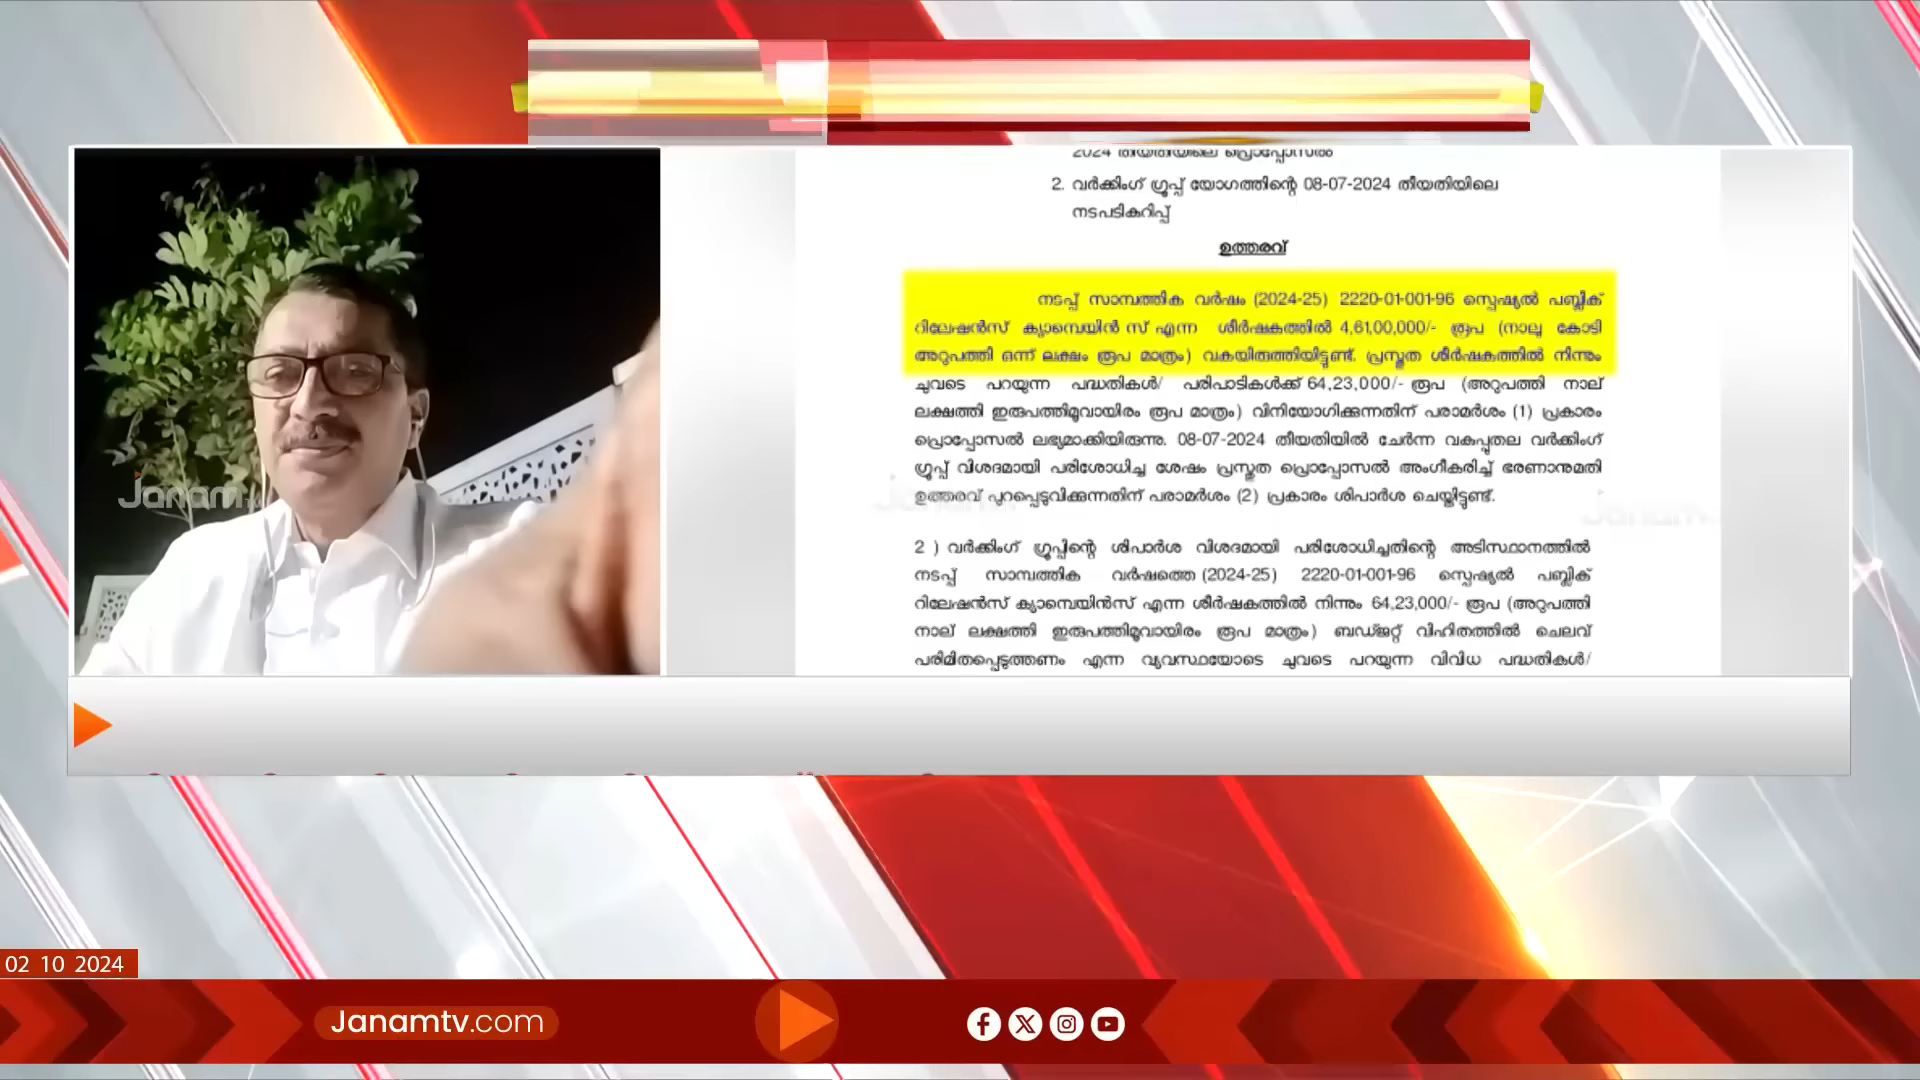 2024 തീയതിയിലെ പ്രൊപ്പോസൽ
2. വർക്കിംഗ് ഗ്രൂപ്പ് യോഗത്തിന്റെ 08-07-2024 തീയതിയിലെ
നടപടികുറിപ്പ്
ഉത്തരവ്
നടപ്പ് സാമ്പത്തിക വർഷം (2024-25) 2220-01-001-96 സ്പെഷ്യൽ പബ്ലിക്
റിലേഷൻസ് ക്യാമ്പെയിൻ സ് എന്ന ശീർഷകത്തിൽ 4,61,00,000/- രൂപ (നാലു കോടി
അറുപത്തി ഒന്ന് ലക്ഷം രൂപ മാത്രം) വകയിരുത്തിയിട്ടുണ്ട്. പ്രസ്തുത ശീർഷകത്തിൽ നിന്നും
ചുവടെ പറയുന്ന പദ്ധതികൾ/ പരിപാടികൾക്ക് 64,23,000/- രൂപ (അറുപത്തി നാല്
ലക്ഷത്തി ഇരുപത്തിമൂവായിരം രൂപ മാത്രം) വിനിയോഗിക്കുന്നതിന് പരാമർശം (1) പ്രകാരം
പ്രൊപ്പോസൽ ലഭ്യമാക്കിയിരുന്നു. 08-07-2024 തീയതിയിൽ ചേർന്ന വകുപ്പുതല വർക്കിംഗ്
ഗ്രൂപ്പ് വിശദമായി പരിശോധിച്ച ശേഷം പ്രസ്തുത പ്രൊപ്പോസൽ അംഗീകരിച്ച് ഭരണാനുമതി
ഉത്തരവ് പുറപ്പെടുവിക്കുന്നതിന് പരാമർശം (2) പ്രകാരം ശിപാർശ ചെയ്തിട്ടുണ്ട്.
2 ) വർക്കിംഗ് ഗ്രൂപ്പിന്റെ ശിപാർശ വിശദമായി പരിശോധിച്ചതിന്റെ അടിസ്ഥാനത്തിൽ
നടപ്പ് സാമ്പത്തിക വർഷത്തെ (2024-25) 2220-01-001-96 സ്പെഷ്യൽ പബ്ലിക്
റിലേഷൻസ് ക്യാമ്പെയിൻസ് എന്ന ശീർഷകത്തിൽ നിന്നും 64,23,000/- രൂപ (അറുപത്തി
നാല് ലക്ഷത്തി ഇരുപത്തിമൂവായിരം രൂപ മാത്രം) ബഡ്ജറ്റ് വിഹിതത്തിൽ ചെലവ്
പരിമിതപ്പെടുത്തണം എന്ന വ്യവസ്ഥയോടെ ചുവടെ പറയുന്ന വിവിധ പദ്ധതികൾ/
Janamtv
02 10 2024
Janamtv.com